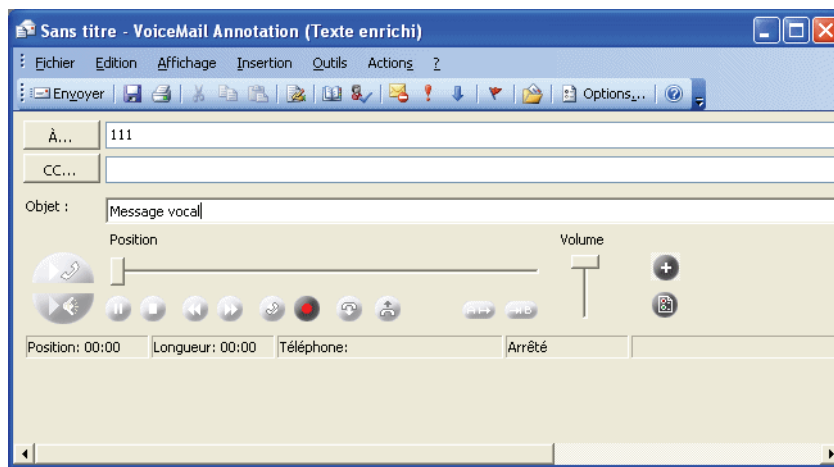 Sans titre - VoiceMail Annotation (Texte enrichi)
Fichier Edition Affichage Insertion Outils Actions ?
Envoyer Options...
À... 111
CC...
Objet : Message vocal
Position Volume
Position: 00:00 Longueur: 00:00 Téléphone: Arrêté